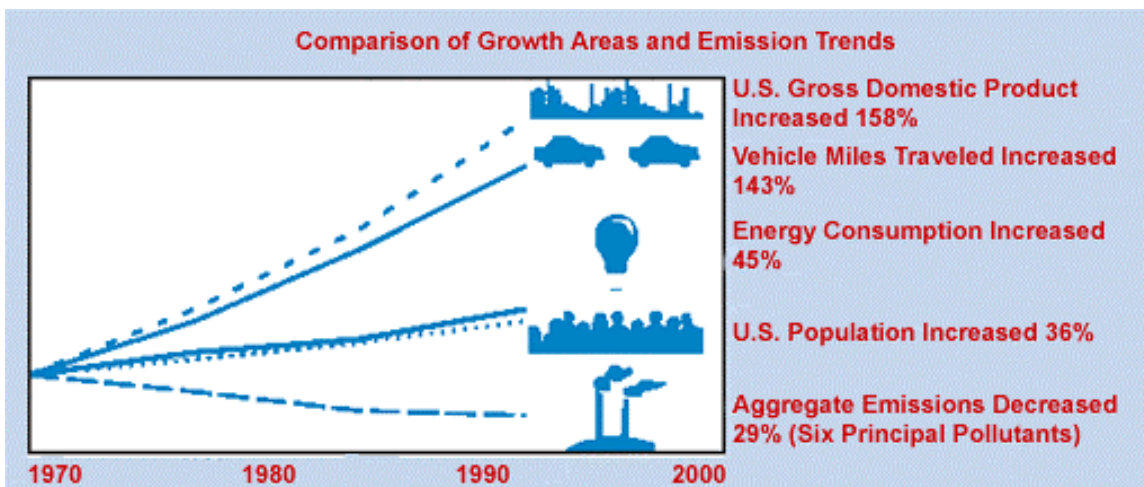 Comparison of Growth Areas and Emission Trends
U.S. Gross Domestic Product
Increased 158%
Vehicle Miles Traveled Increased
143%
Energy Consumption Increased
45%
U.S. Population Increased 36%
Aggregate Emissions Decreased
29% (Six Principal Pollutants)
1970 1980 1990 2000